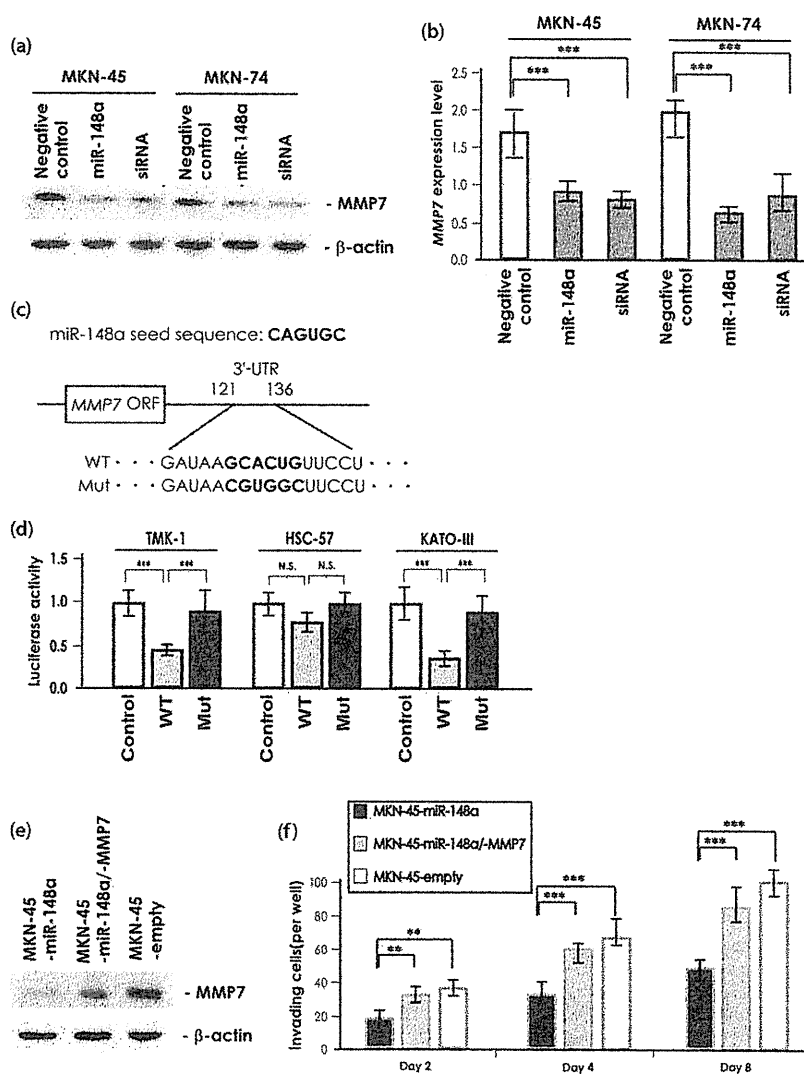 (a)
MKN-45 MKN-74
Negative control miR-148a siRNA Negative control miR-148a siRNA
- MMP7
- β-actin
(b)
MKN-45 MKN-74
*** *** *** ***
MMP7 expression level
2.5
2.0
1.5
1.0
0.5
0.0
Negative control miR-148a siRNA Negative control miR-148a siRNA
(c)
miR-148a seed sequence: CAGUGC
3'-UTR
121 136
MMP7 ORF
WT · · · GAUAAGCACUGUUCCU · · ·
Mut · · · GAUAACGUGGCUUCCU · · ·
(d)
TMK-1 HSC-57 KATO-III
*** *** N.S. N.S. *** ***
Luciferase activity
1.5
1.0
0.5
0.0
Control WT Mut Control WT Mut Control WT Mut
(e)
MKN-45 -miR-148a MKN-45 -miR-148a/-MMP7 MKN-45 -empty
- MMP7
- β-actin
(f)
MKN-45-miR-148a
MKN-45-miR-148a/-MMP7
MKN-45-empty
** ** *** *** *** ***
Invading cells(per well)
100
80
60
40
20
0
Day 2 Day 4 Day 8